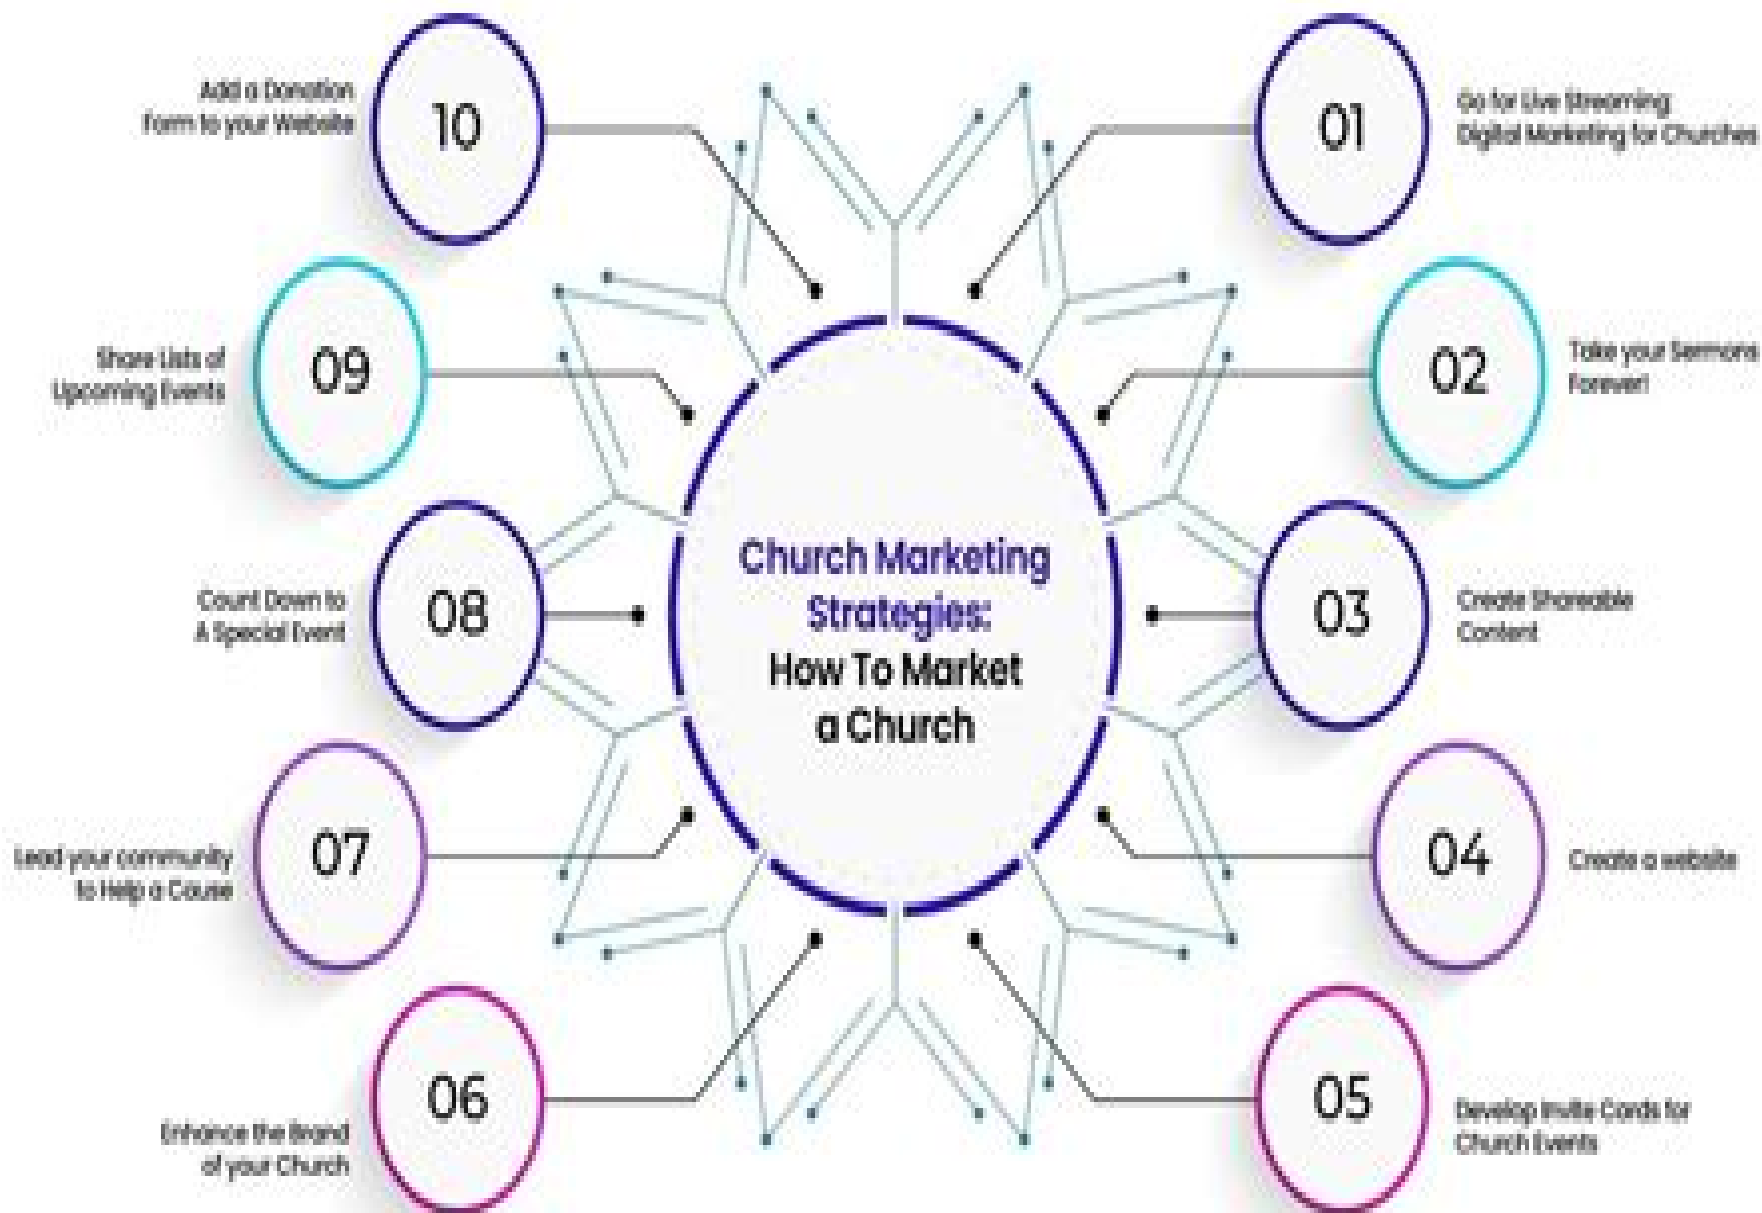 Church Marketing
Strategies:
How To Market
a Church
01
Go for Live Streaming
Digital Marketing for Churches
02
Take your Sermons
Forever!
03
Create Shareable
Content
04
Create a website
05
Develop Invite Cards for
Church Events
06
Enhance the Brand
of your Church
07
Lead your community
to Help a Cause
08
Count Down to
A Special Event
09
Share Lists of
Upcoming Events
10
Add a Donation
Form to your Website